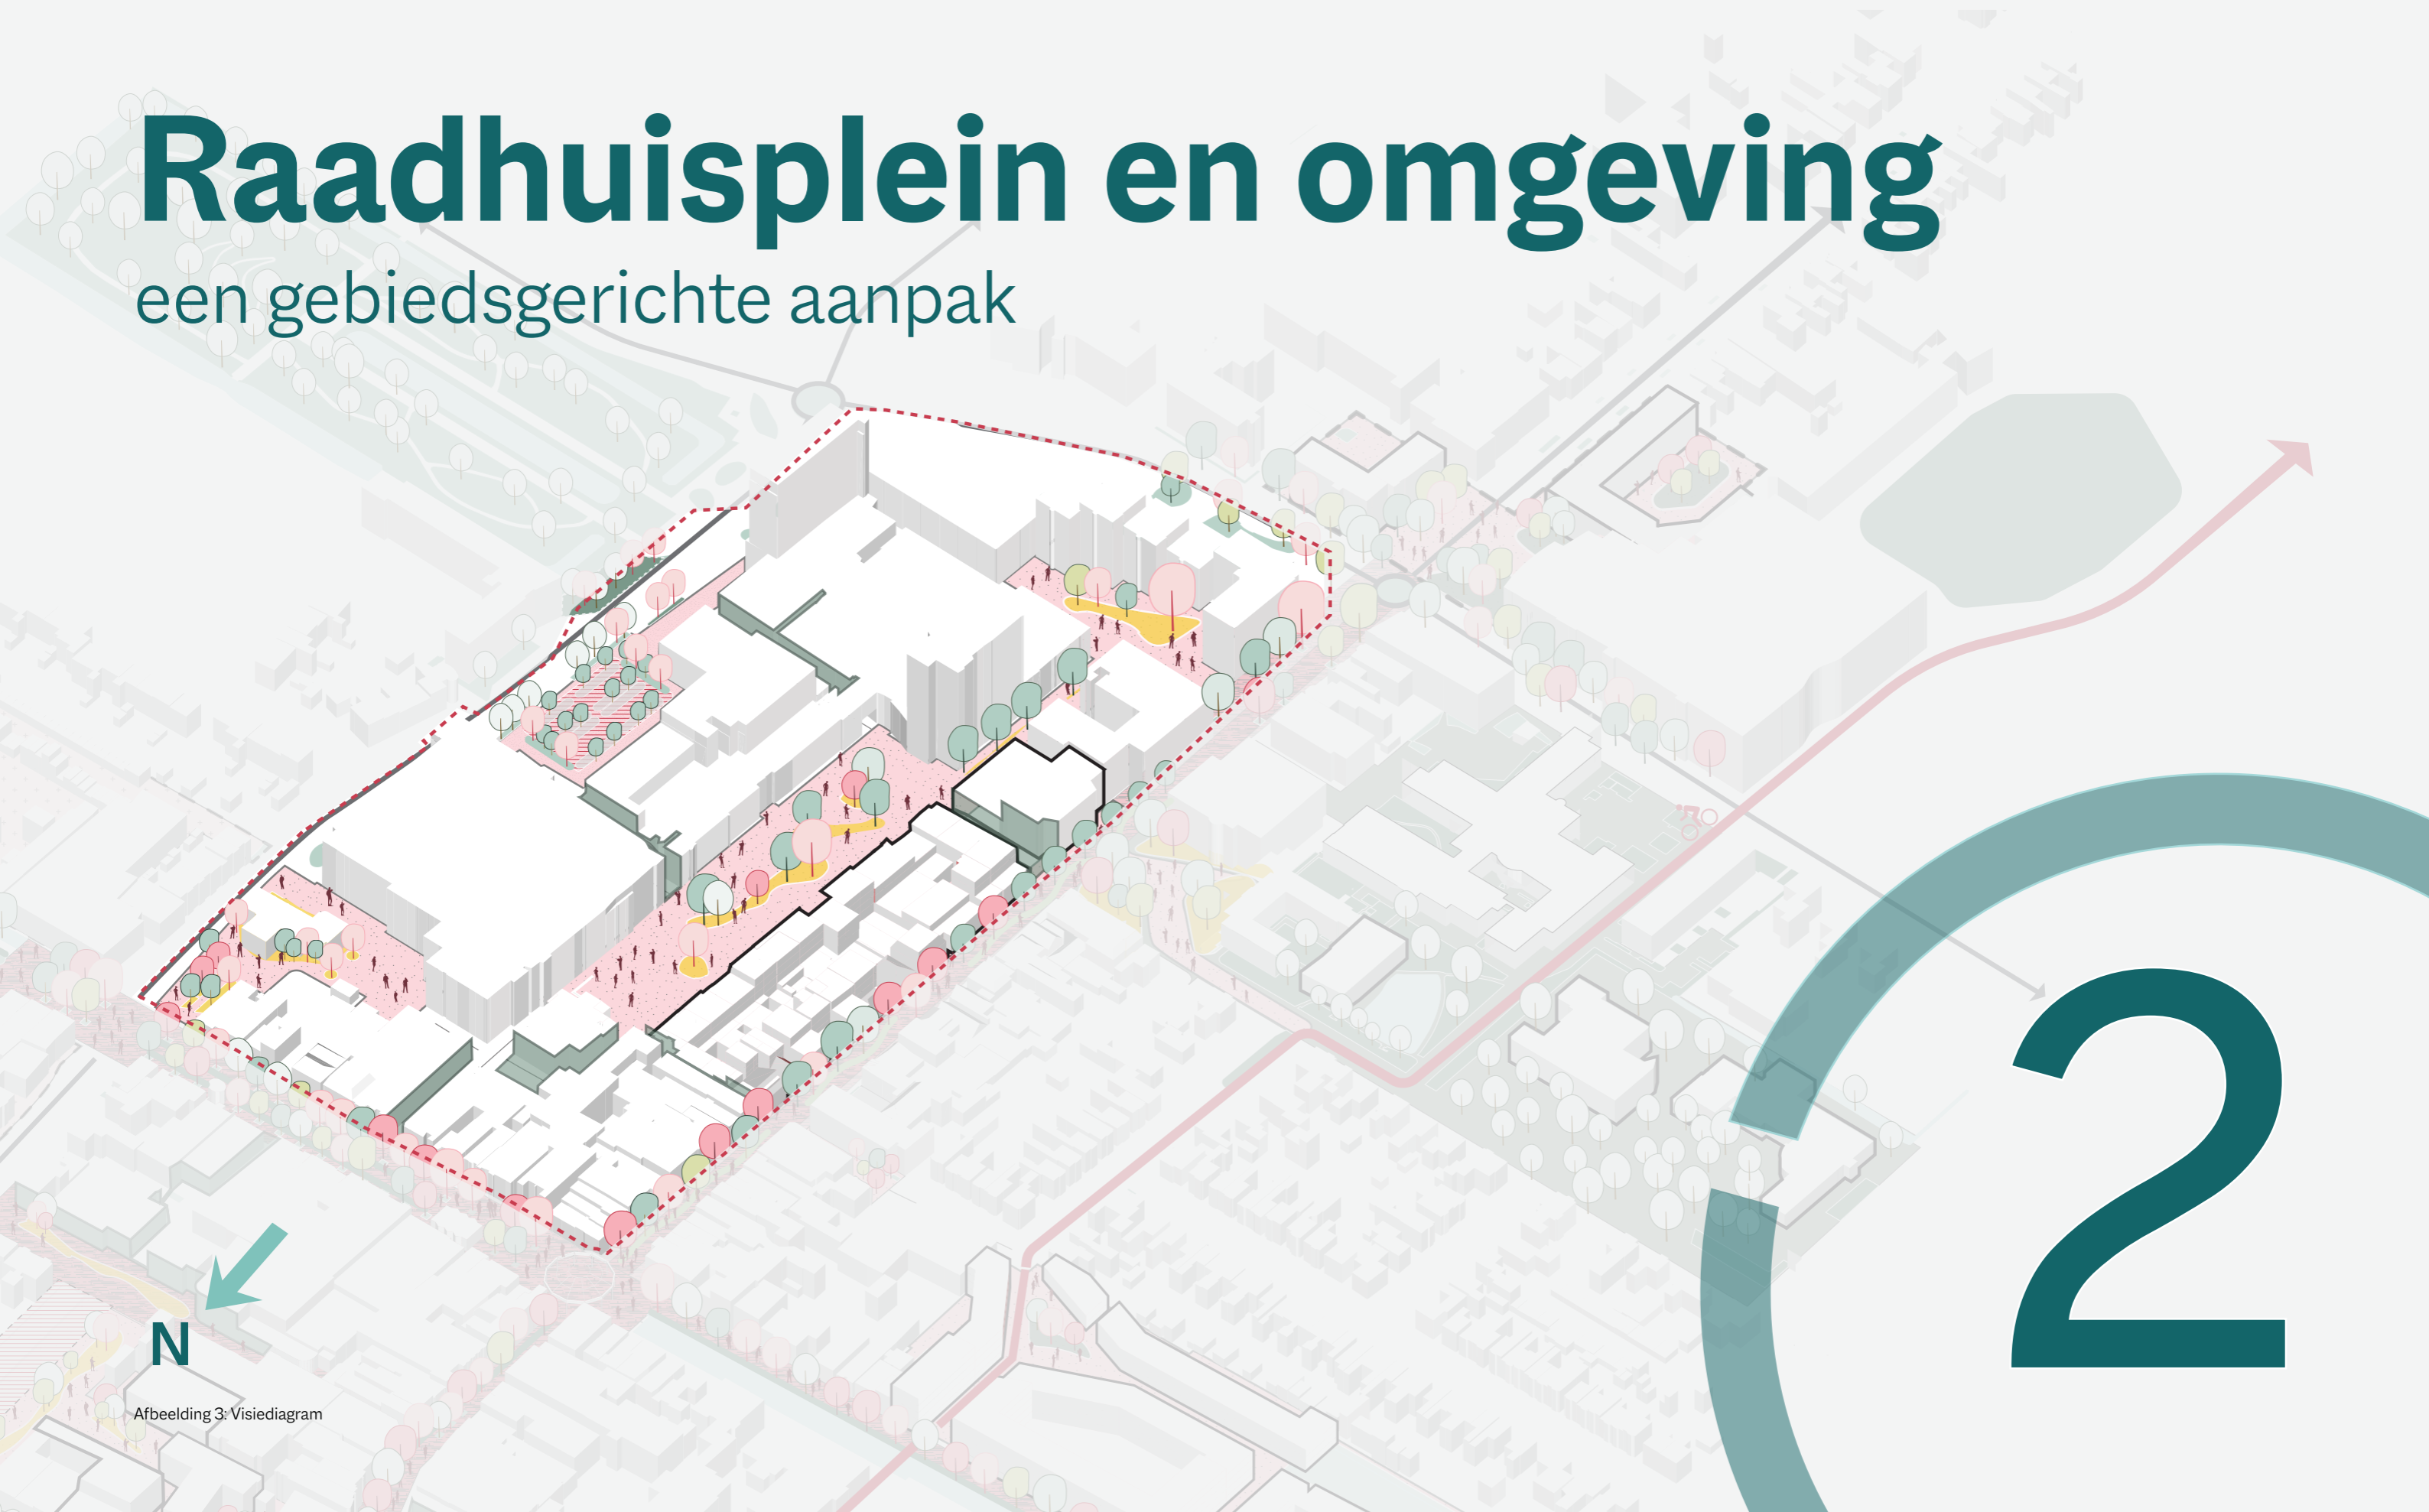 Raadhuisplein en omgeving
een gebiedsgerichte aanpak
2
N
Afbeelding 3: Visiediagram